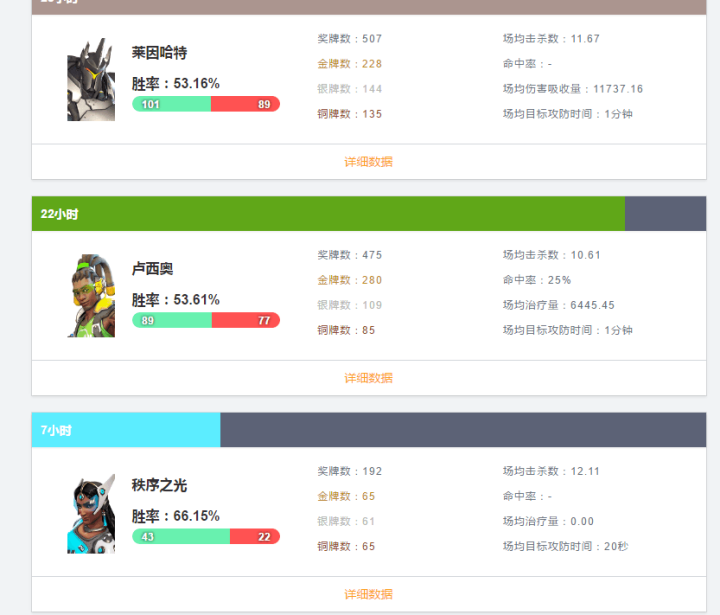 莱因哈特
胜率：53.16%
101 89
奖牌数：507
金牌数：228
银牌数：144
铜牌数：135
场均击杀数：11.67
命中率：-
场均伤害吸收量：11737.16
场均目标攻防时间：1分钟
详细数据
22小时
卢西奥
胜率：53.61%
89 77
奖牌数：475
金牌数：280
银牌数：109
铜牌数：85
场均击杀数：10.61
命中率：25%
场均治疗量：6445.45
场均目标攻防时间：1分钟
详细数据
7小时
秩序之光
胜率：66.15%
43 22
奖牌数：192
金牌数：65
银牌数：61
铜牌数：65
场均击杀数：12.11
命中率：-
场均治疗量：0.00
场均目标攻防时间：20秒
详细数据